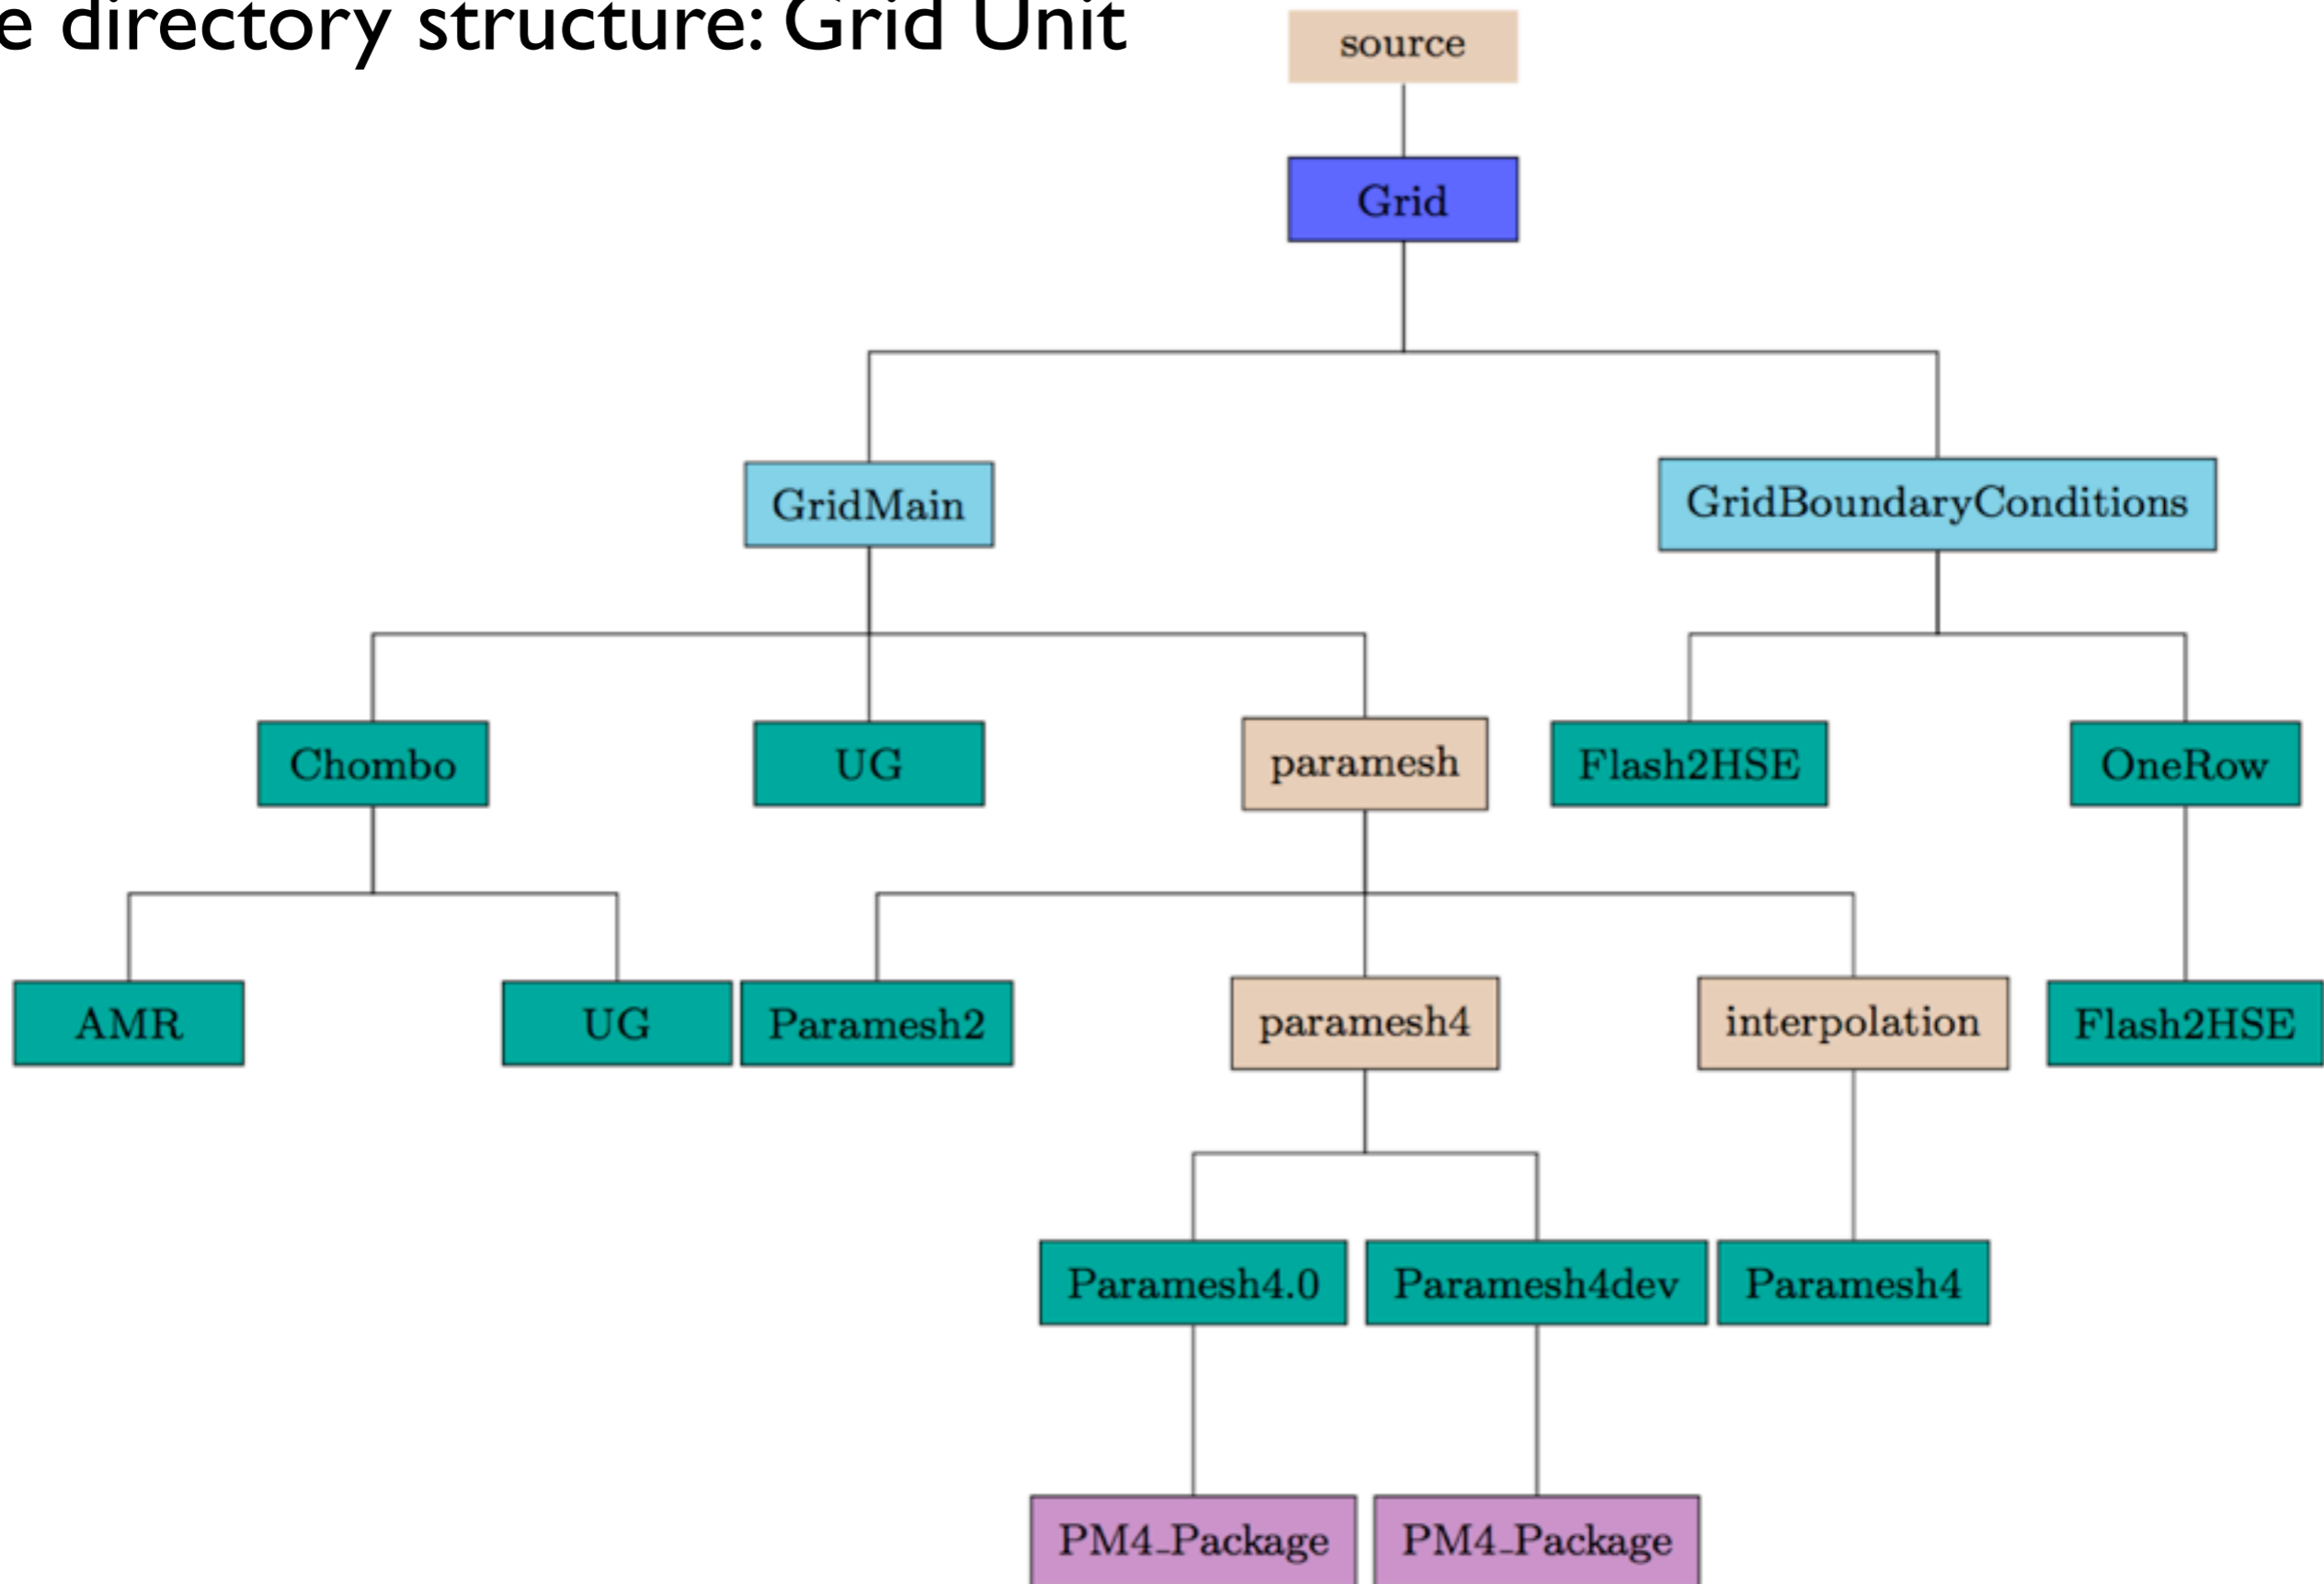 e directory structure: Grid Unit
source
Grid
GridMain
GridBoundaryConditions
Chombo
UG
paramesh
Flash2HSE
OneRow
AMR
UG
Paramesh2
paramesh4
interpolation
Flash2HSE
Paramesh4.0
Paramesh4dev
Paramesh4
PM4_Package
PM4_Package